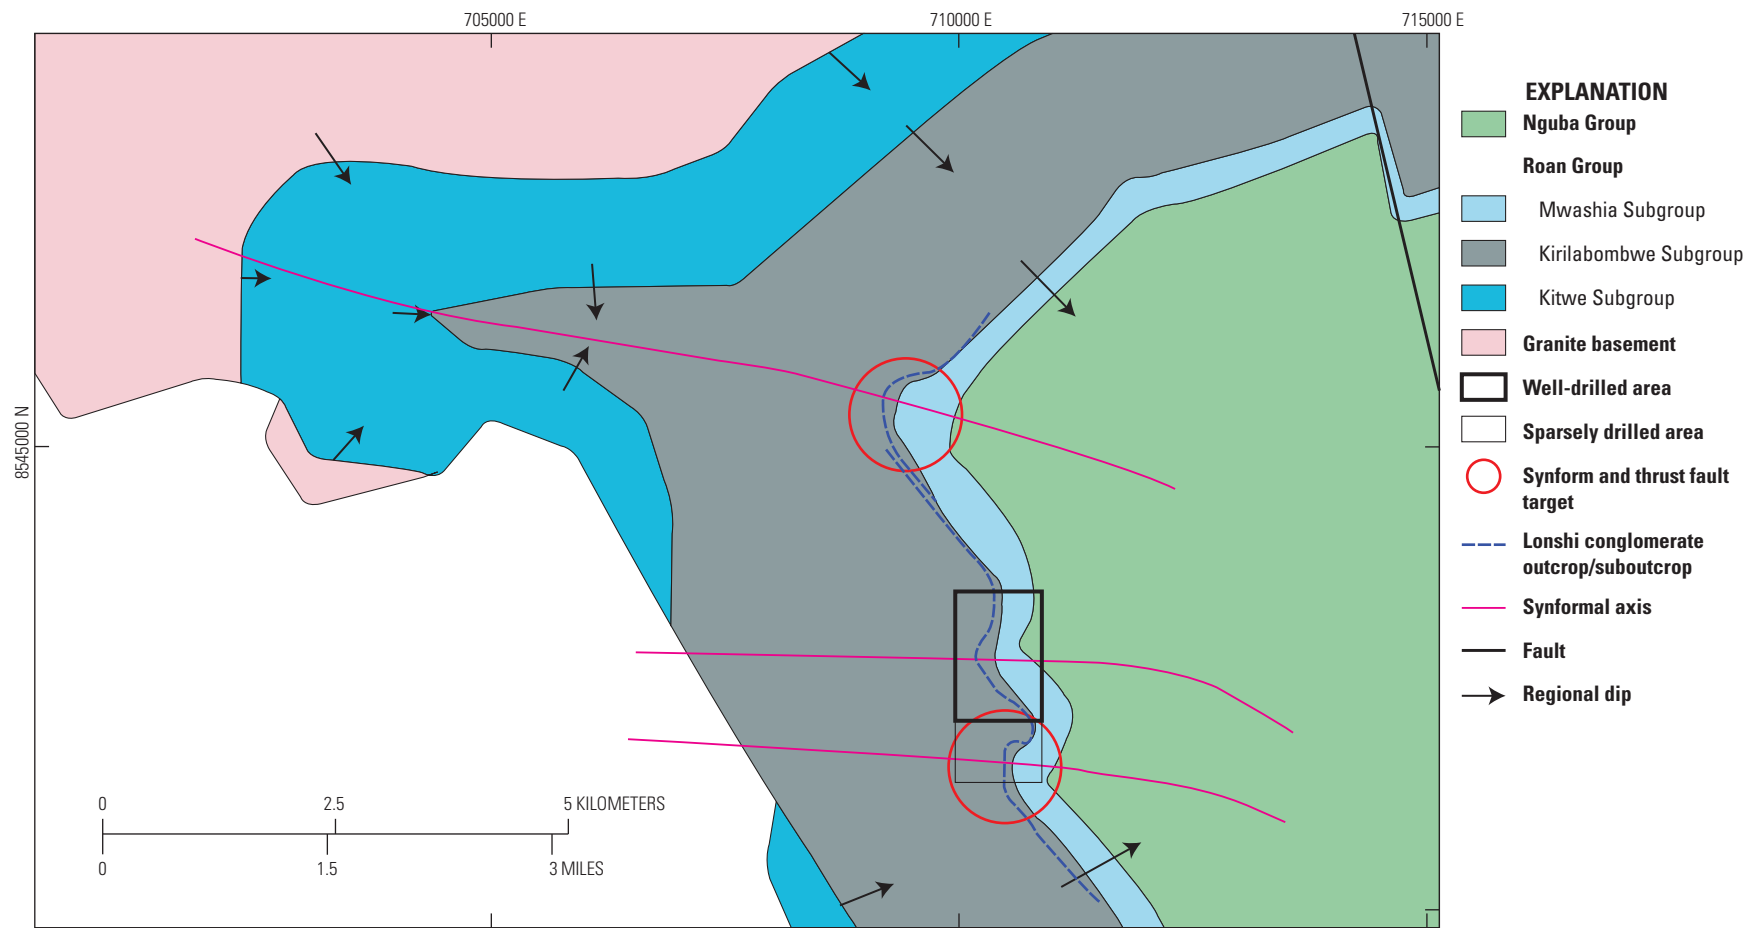 705000 E
710000 E
715000 E
8545000 N
EXPLANATION
Nguba Group
Roan Group
Mwashia Subgroup
Kirilabombwe Subgroup
Kitwe Subgroup
Granite basement
Well-drilled area
Sparsely drilled area
Synform and thrust fault
target
Lonshi conglomerate
outcrop/suboutcrop
Synformal axis
Fault
Regional dip
0 2.5 5 KILOMETERS
0 1.5 3 MILES